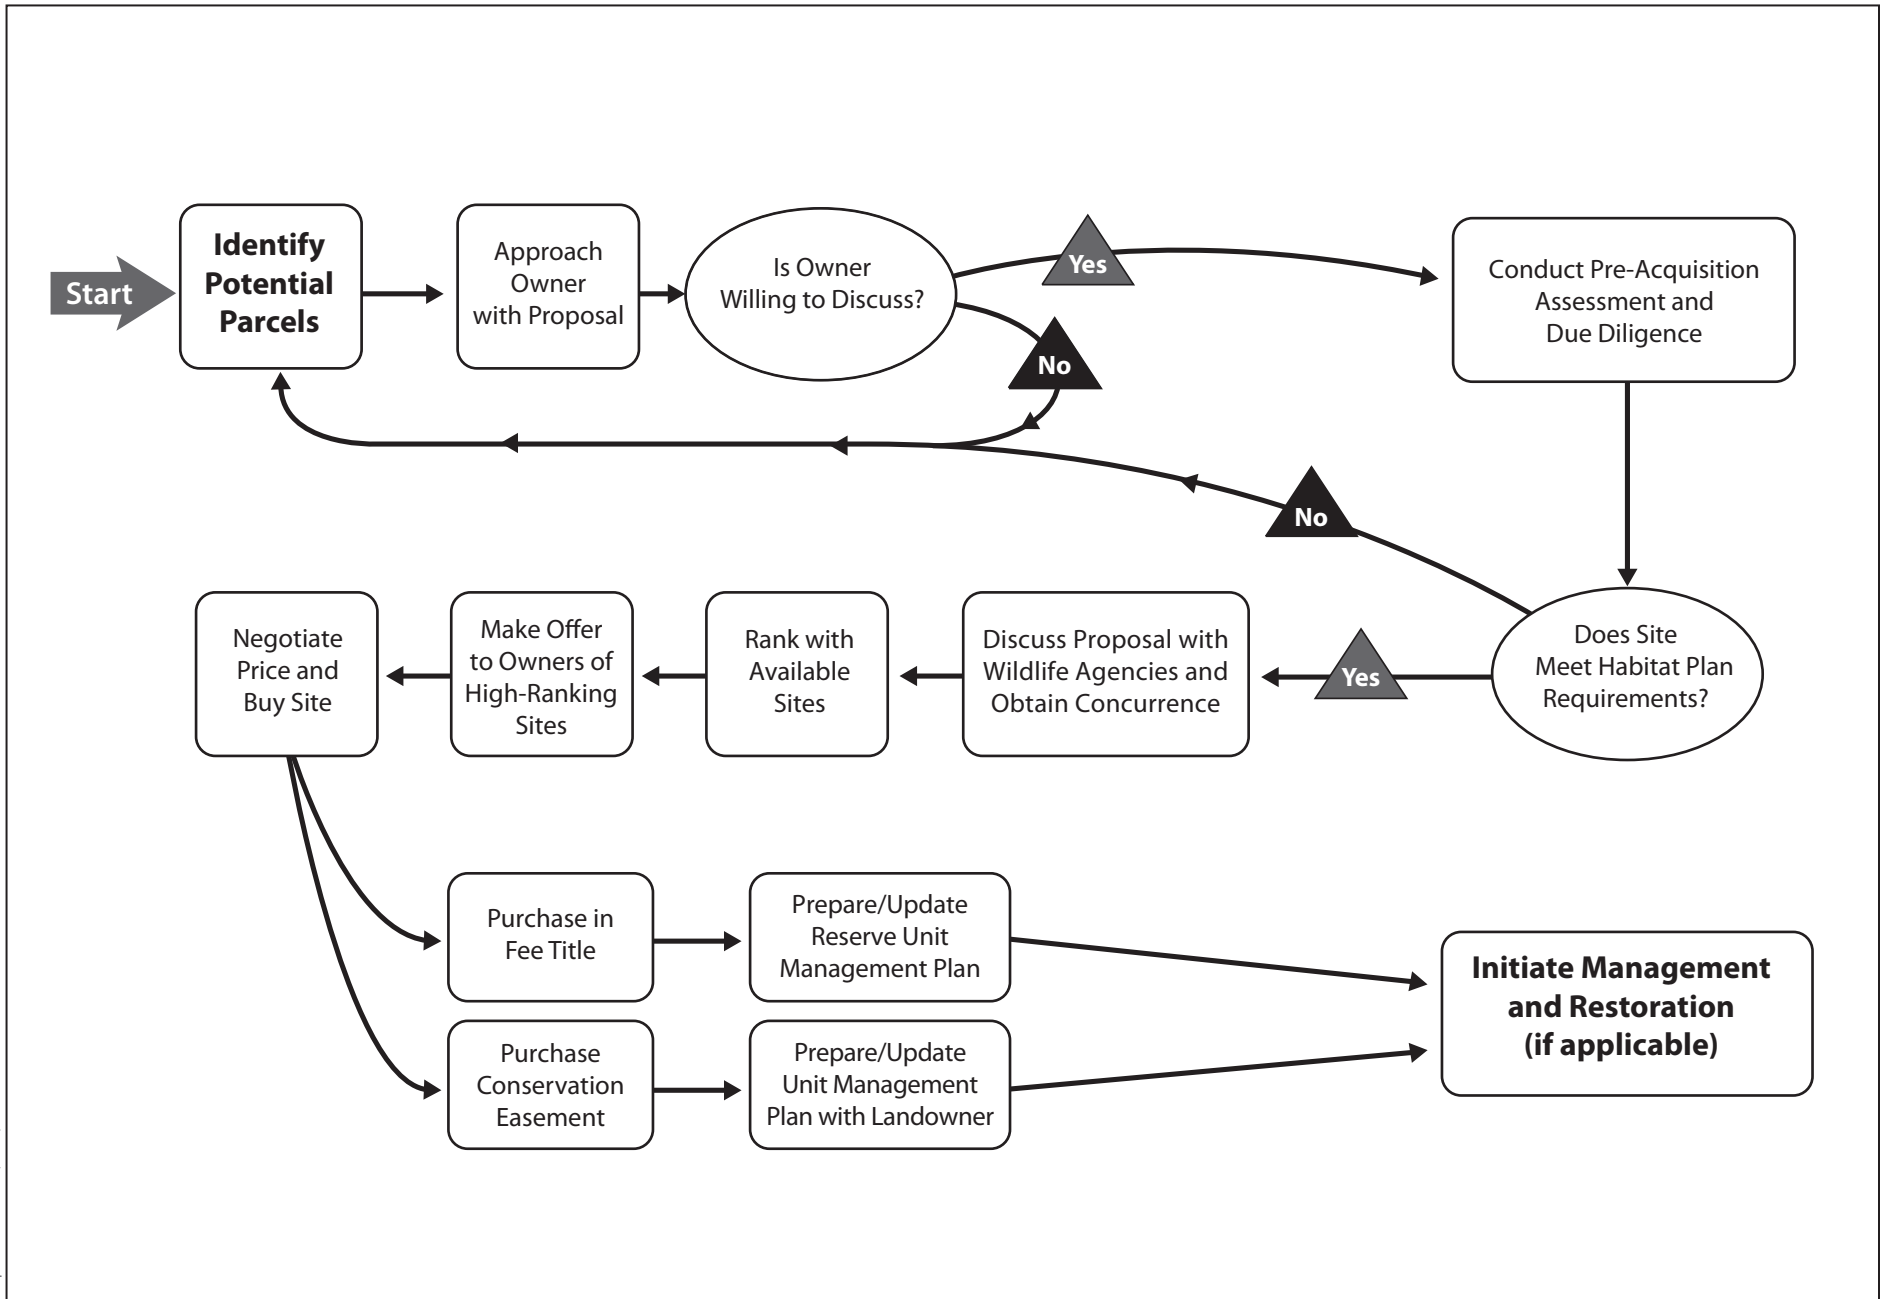 Start
Identify
Potential
Parcels
Approach
Owner
with Proposal
Is Owner
Willing to Discuss?
Yes
No
Conduct Pre-Acquisition
Assessment and
Due Diligence
No
Does Site
Meet Habitat Plan
Requirements?
Yes
Discuss Proposal with
Wildlife Agencies and
Obtain Concurrence
Rank with
Available
Sites
Make Offer
to Owners of
High-Ranking
Sites
Negotiate
Price and
Buy Site
Purchase in
Fee Title
Prepare/Update
Reserve Unit
Management Plan
Purchase
Conservation
Easement
Prepare/Update
Unit Management
Plan with Landowner
Initiate Management
and Restoration
(if applicable)